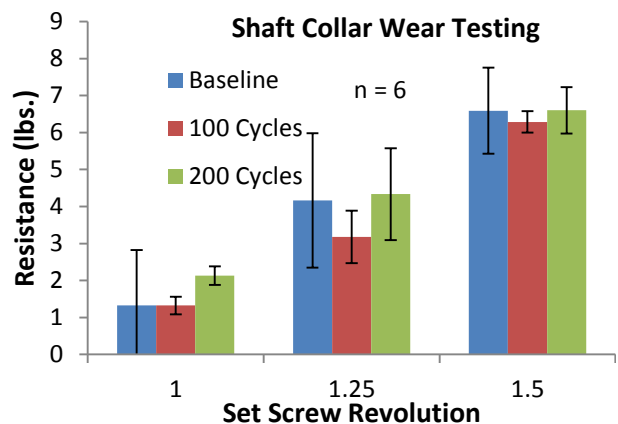 Shaft Collar Wear Testing
Baseline
100 Cycles
200 Cycles
n = 6
Resistance (lbs.)
9
8
7
6
5
4
3
2
1
0
1 1.25 1.5
Set Screw Revolution